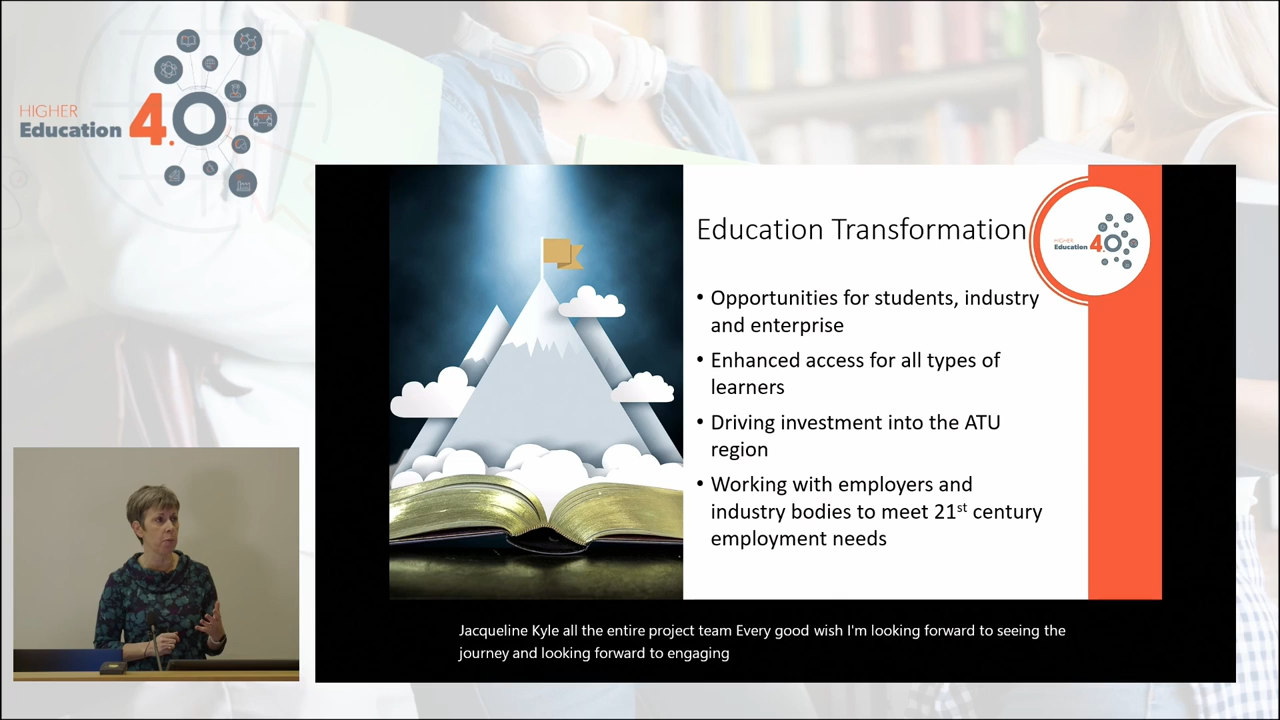 HIGHER
Education 4.0
Education Transformation
HIGHER
Education 4.0
• Opportunities for students, industry
and enterprise
• Enhanced access for all types of
learners
• Driving investment into the ATU
region
• Working with employers and
industry bodies to meet 21st century
employment needs
Jacqueline Kyle all the entire project team Every good wish I'm looking forward to seeing the
journey and looking forward to engaging